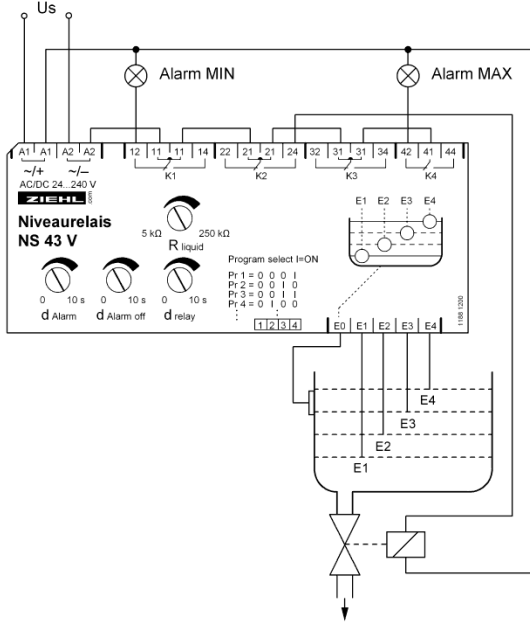 Us
Alarm MIN
Alarm MAX
A1 A1 A2 A2 12 11 11 14 22 21 21 24 32 31 31 34 42 41 44
~/+ ~/– K1 K2 K3 K4
AC/DC 24...240 V
ZIEHL .com
Niveaurelais
NS 43 V
5 kΩ 250 kΩ
R liquid
E1 E2 E3 E4
0 10 s 0 10 s 0 10 s
d Alarm d Alarm off d relay
Program select I=ON
Pr 1 = 0 0 0 I
Pr 2 = 0 0 I 0
Pr 3 = 0 0 I I
Pr 4 = 0 I 0 0
1 2 3 4
E0 E1 E2 E3 E4
1188 1200
E4
E3
E2
E1